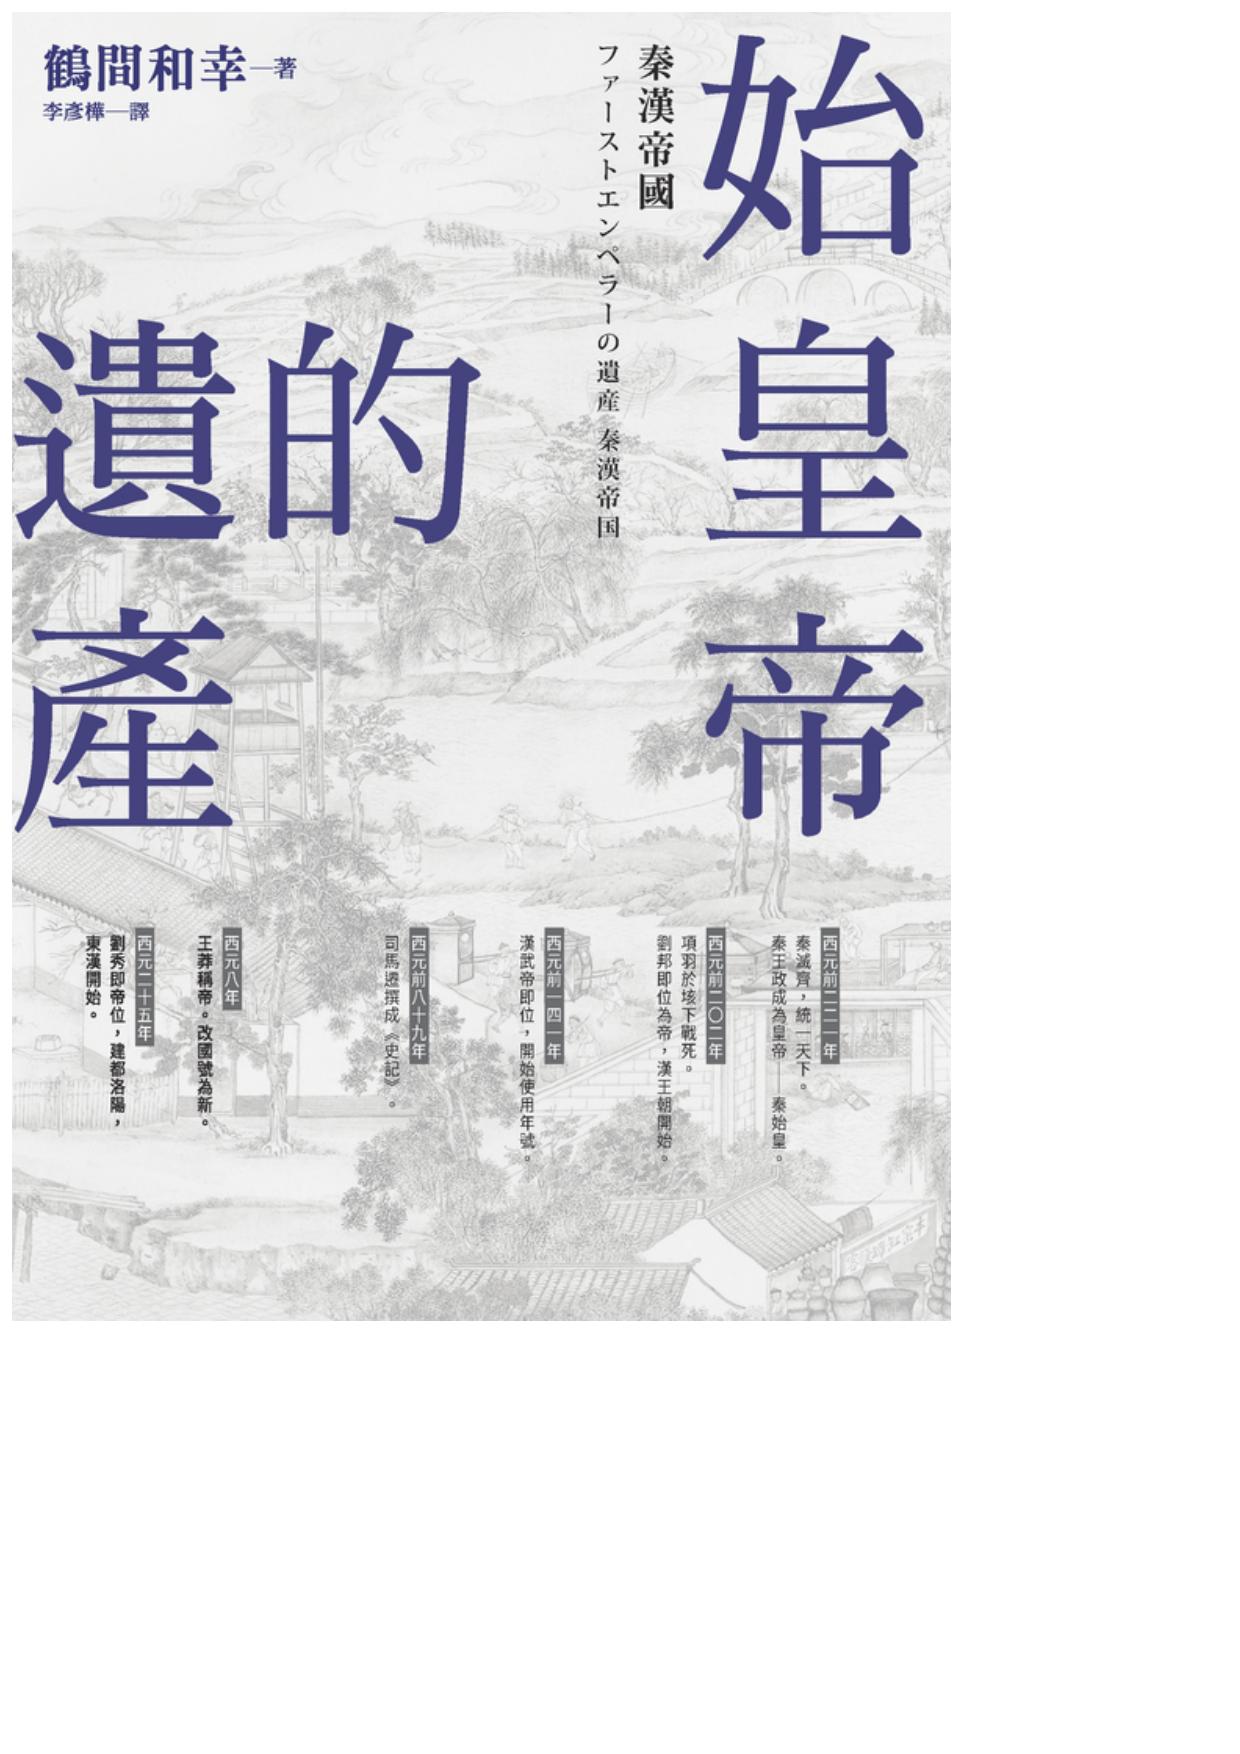 始皇帝
的
遺產
秦漢帝國
ファーストエンペラーの遺産 秦漢帝国
鶴間和幸—著
李彥樺—譯
西元前二二一年
秦滅齊，統一天下。
秦王政成為皇帝——秦始皇。
西元前二〇二年
項羽於垓下戰死。
劉邦即位為帝，漢王朝開始。
西元前一四一年
漢武帝即位，開始使用年號。
西元前八十九年
司馬遷撰成《史記》。
西元八年
王莽稱帝。改國號為新。
西元二十五年
劉秀即帝位，建都洛陽，
東漢開始。